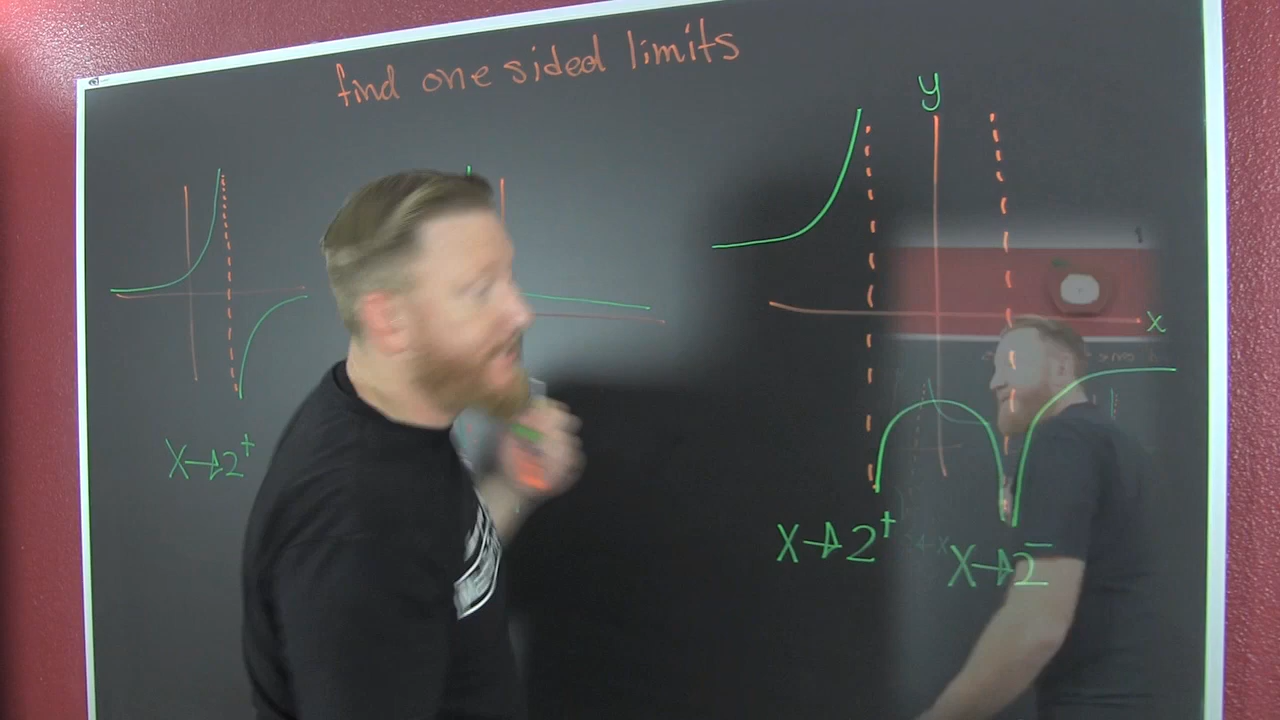 find one sided limits
y
x
X→2⁺
X→2⁺
X→2⁻